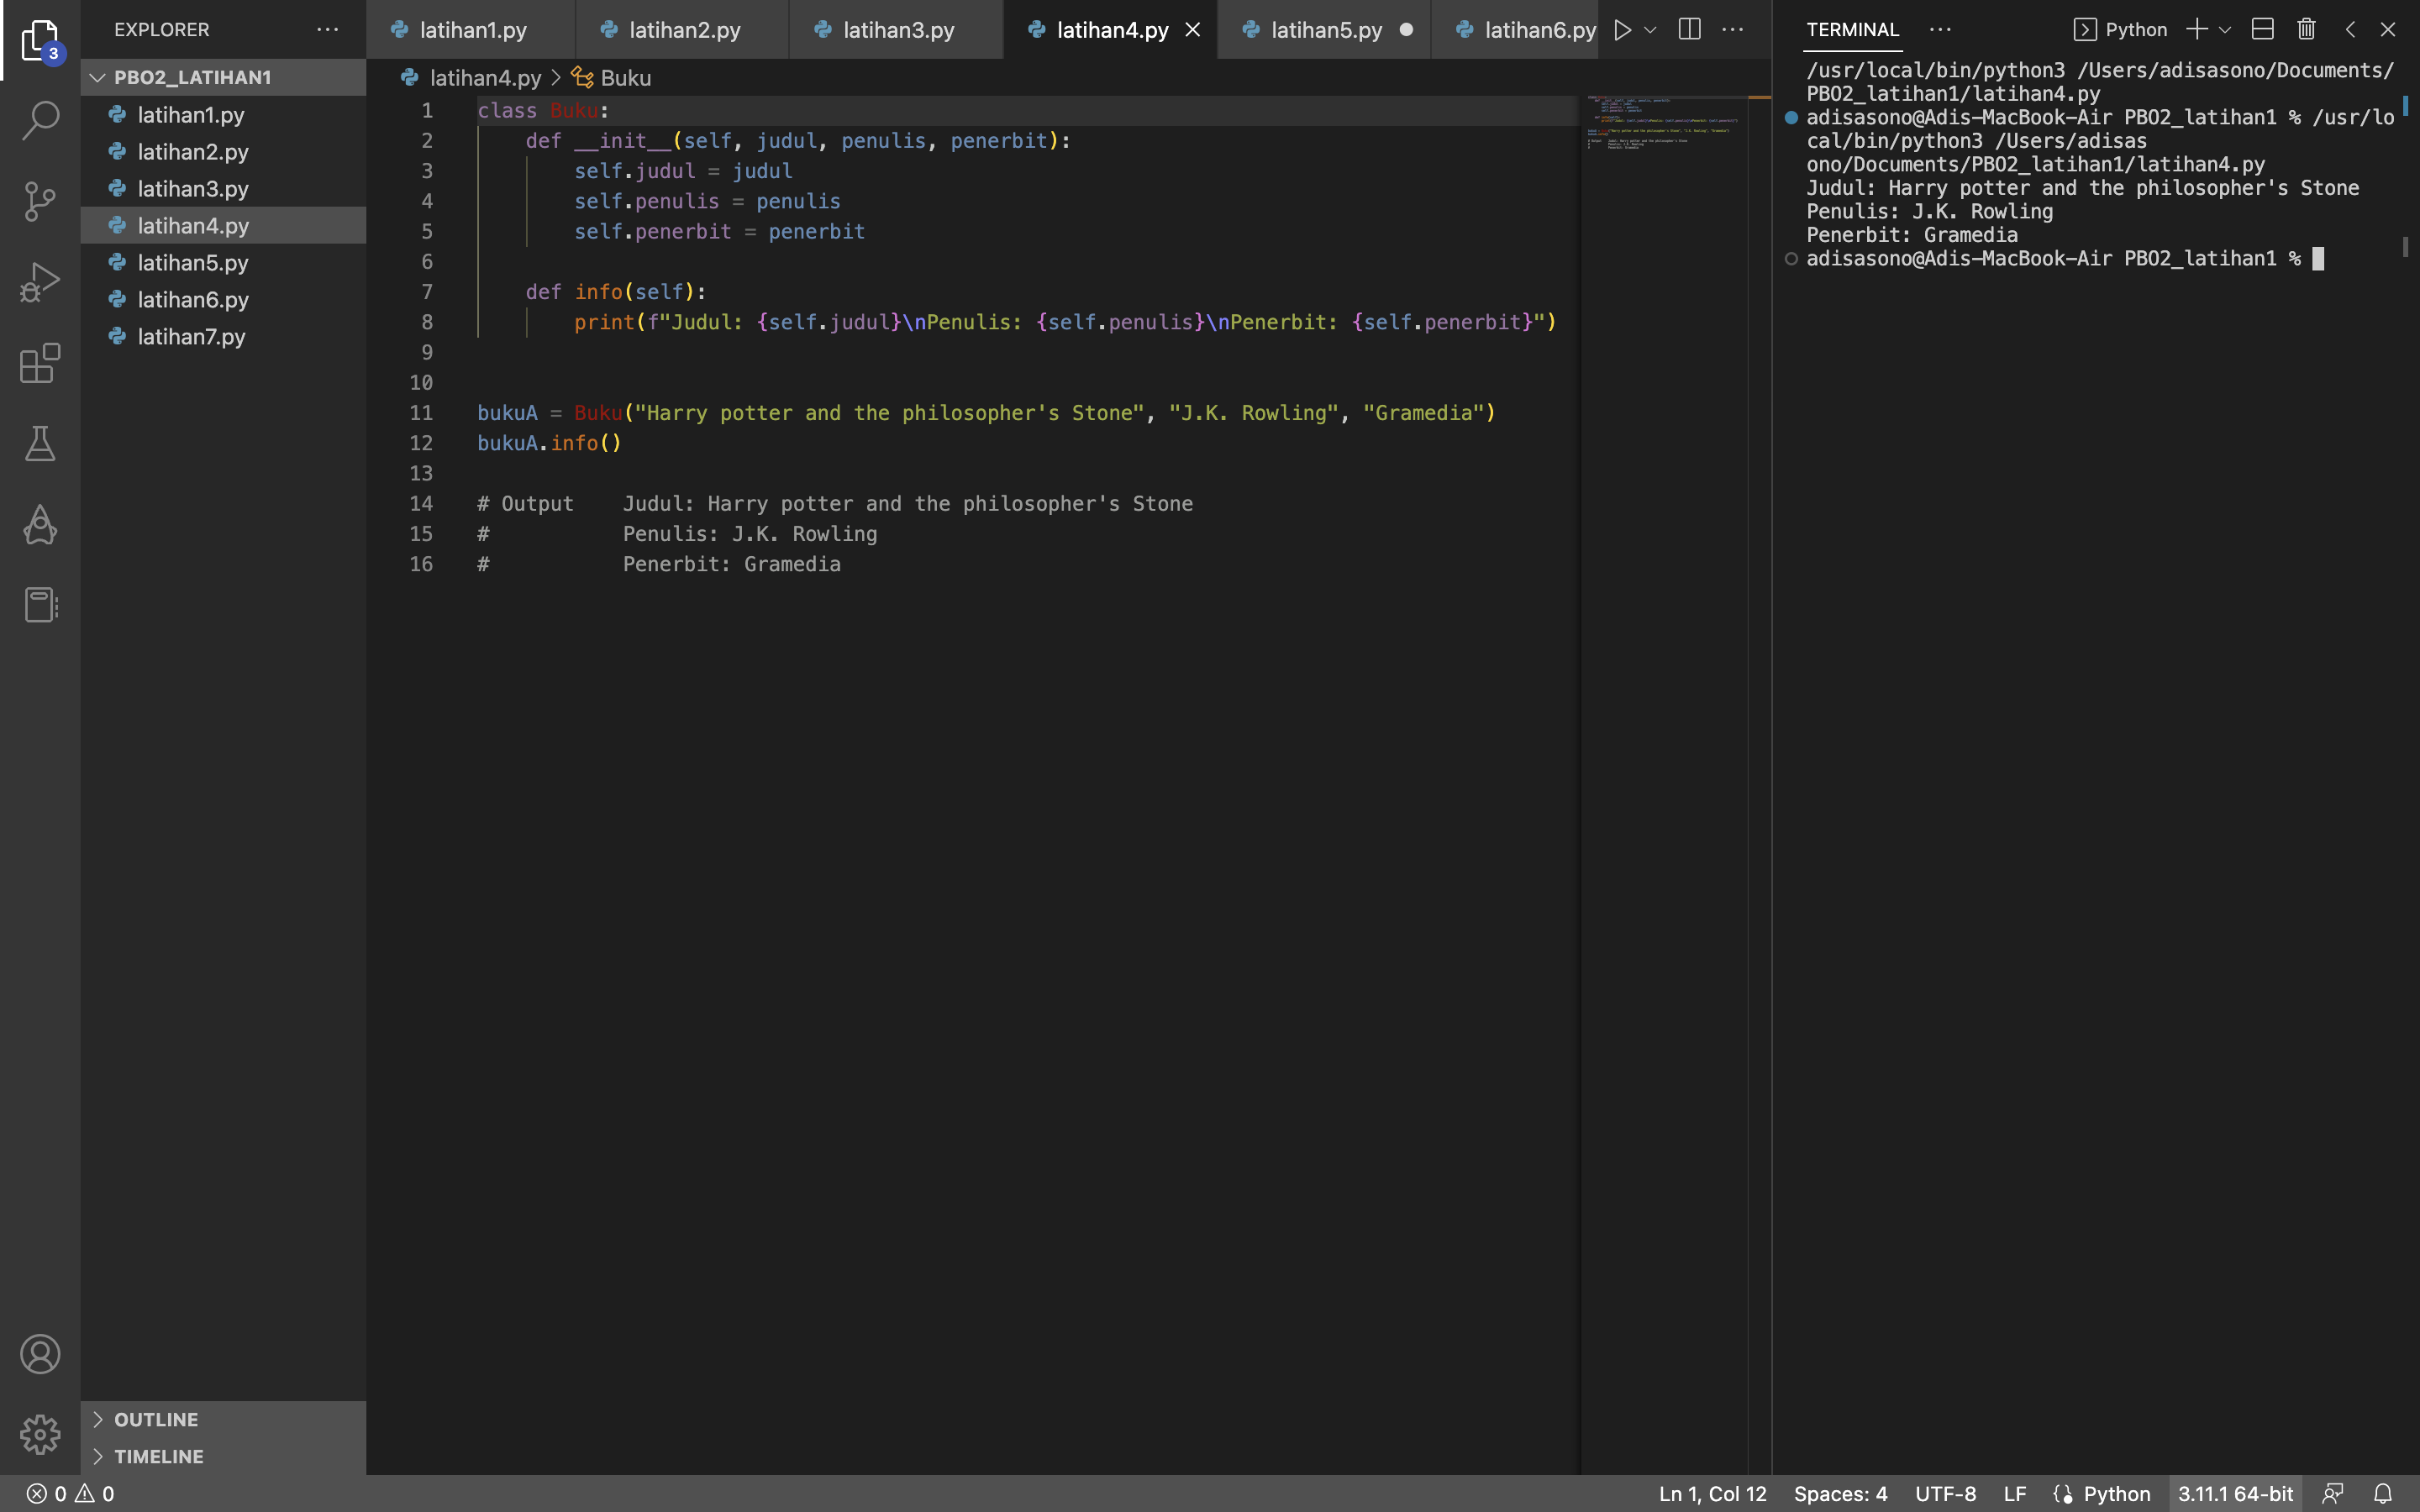 EXPLORER
3
PBO2_LATIHAN1
latihan1.py
latihan2.py
latihan3.py
latihan4.py
latihan5.py
latihan6.py
latihan7.py
OUTLINE
TIMELINE
latihan1.py
latihan2.py
latihan3.py
latihan4.py
latihan5.py
latihan6.py
latihan4.py > Buku
1 class Buku:
2 def __init__(self, judul, penulis, penerbit):
3 self.judul = judul
4 self.penulis = penulis
5 self.penerbit = penerbit
6
7 def info(self):
8 print(f"Judul: {self.judul}\nPenulis: {self.penulis}\nPenerbit: {self.penerbit}")
9
10
11 bukuA = Buku("Harry potter and the philosopher's Stone", "J.K. Rowling", "Gramedia")
12 bukuA.info()
13
14 # Output    Judul: Harry potter and the philosopher's Stone
15 #           Penulis: J.K. Rowling
16 #           Penerbit: Gramedia
TERMINAL
Python
/usr/local/bin/python3 /Users/adisasono/Documents/
PBO2_latihan1/latihan4.py
adisasono@Adis-MacBook-Air PBO2_latihan1 % /usr/lo
cal/bin/python3 /Users/adisas
ono/Documents/PBO2_latihan1/latihan4.py
Judul: Harry potter and the philosopher's Stone
Penulis: J.K. Rowling
Penerbit: Gramedia
adisasono@Adis-MacBook-Air PBO2_latihan1 %
0 0
Ln 1, Col 12
Spaces: 4
UTF-8
LF
Python
3.11.1 64-bit